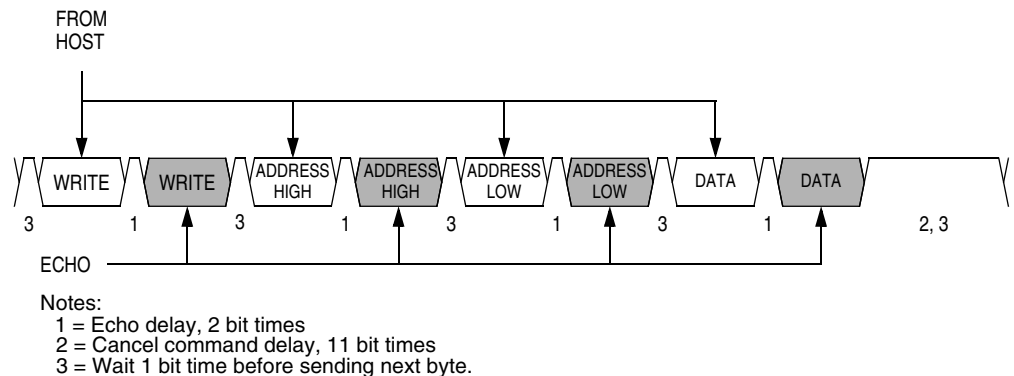 FROM
HOST
WRITE WRITE ADDRESS HIGH ADDRESS HIGH ADDRESS LOW ADDRESS LOW DATA DATA
3 1 3 1 3 1 3 1 2, 3
ECHO
Notes:
1 = Echo delay, 2 bit times
2 = Cancel command delay, 11 bit times
3 = Wait 1 bit time before sending next byte.